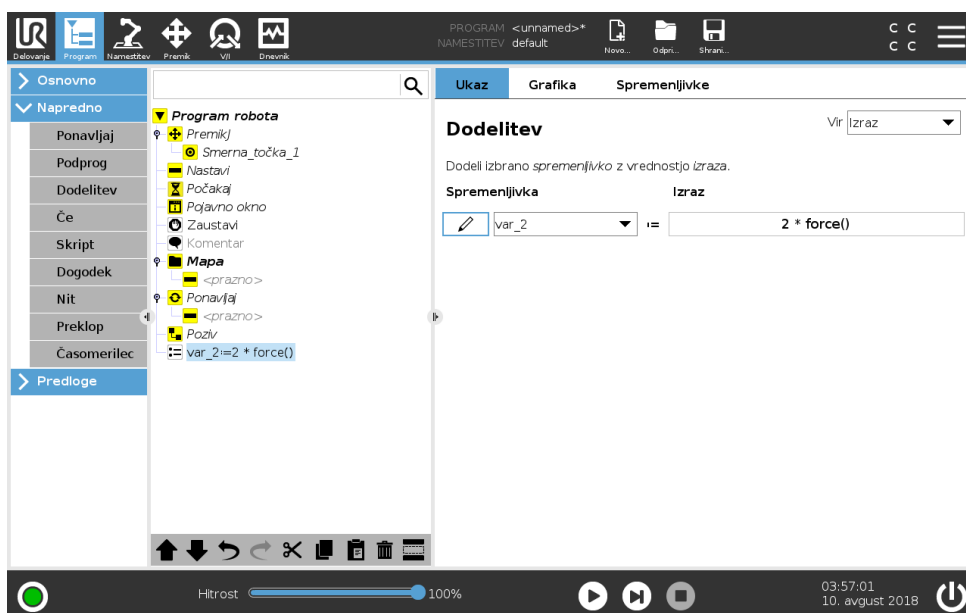 PROGRAM <unnamed>*
NAMESTITEV default
Delovanje
Program
Namestitev
Premik
V/I
Dnevnik
Novo...
Odpri...
Shrani...
C C
C C
Osnovno
Napredno
Ponavljaj
Podprog
Dodelitev
Če
Skript
Dogodek
Nit
Preklop
Časomerilec
Predloge
Program robota
PremikJ
Smerna_točka_1
Nastavi
Počakaj
Pojavno okno
Zaustavi
Komentar
Mapa
<prazno>
Ponavljaj
<prazno>
Poziv
var_2:=2 * force()
Ukaz Grafika Spremenljivke
Dodelitev
Vir Izraz
Dodeli izbrano spremenljivko z vrednostjo izraza.
Spremenljivka Izraz
var_2 := 2 * force()
Hitrost 100%
03:57:01
10. avgust 2018